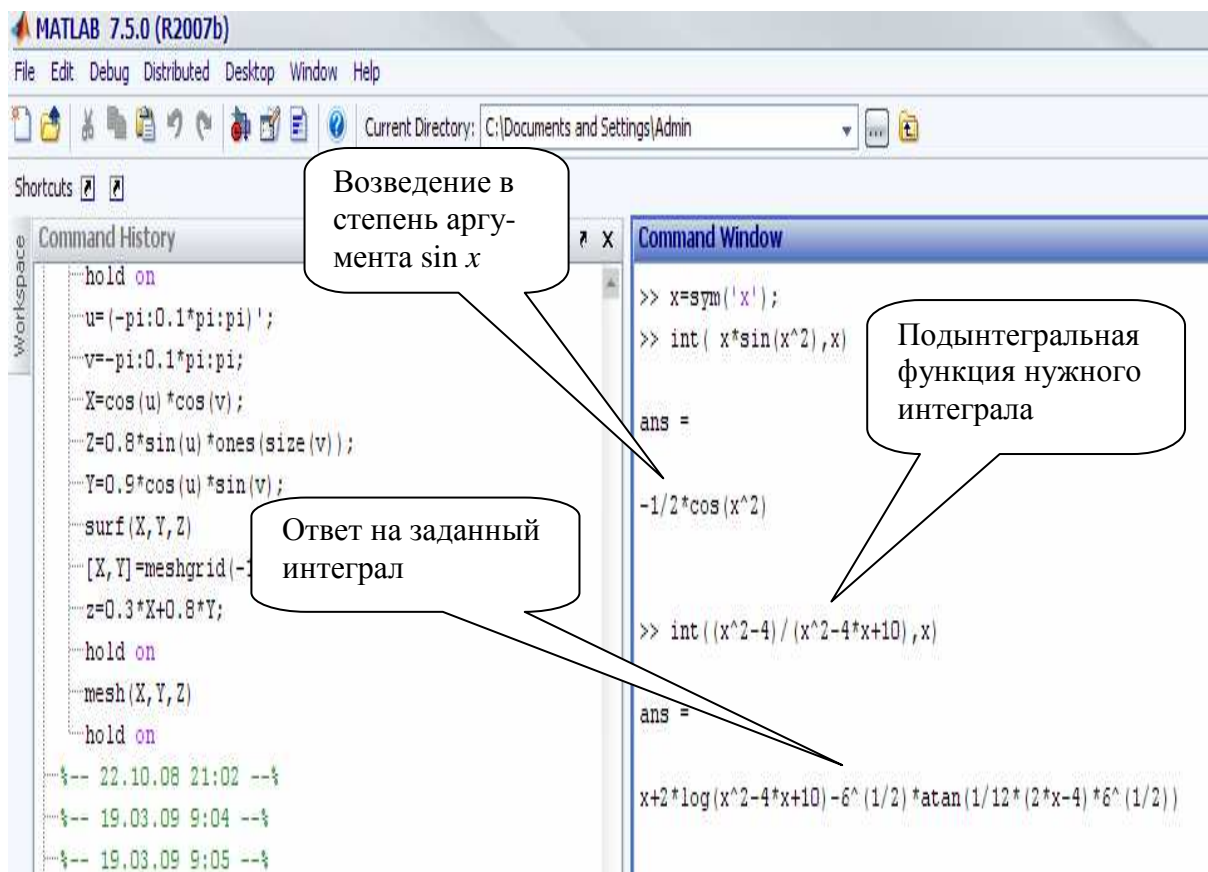 MATLAB 7.5.0 (R2007b)
File Edit Debug Distributed Desktop Window Help
Current Directory: C:\Documents and Settings\Admin
Shortcuts
Возведение в
степень аргу-
мента sin x
Workspace
Command History
hold on
u=(-pi:0.1*pi:pi)';
v=-pi:0.1*pi:pi;
X=cos(u)*cos(v);
Z=0.8*sin(u)*ones(size(v));
Y=0.9*cos(u)*sin(v);
surf(X,Y,Z)
[X,Y]=meshgrid(-1
z=0.3*X+0.8*Y;
hold on
mesh(X,Y,Z)
hold on
%-- 22.10.08 21:02 --%
%-- 19.03.09 9:04 --%
%-- 19.03.09 9:05 --%
Ответ на заданный
интеграл
Command Window
>> x=sym('x');
>> int( x*sin(x^2),x)
Подынтегральная
функция нужного
интеграла
ans =
-1/2*cos(x^2)
>> int((x^2-4)/(x^2-4*x+10),x)
ans =
x+2*log(x^2-4*x+10)-6^(1/2)*atan(1/12*(2*x-4)*6^(1/2))